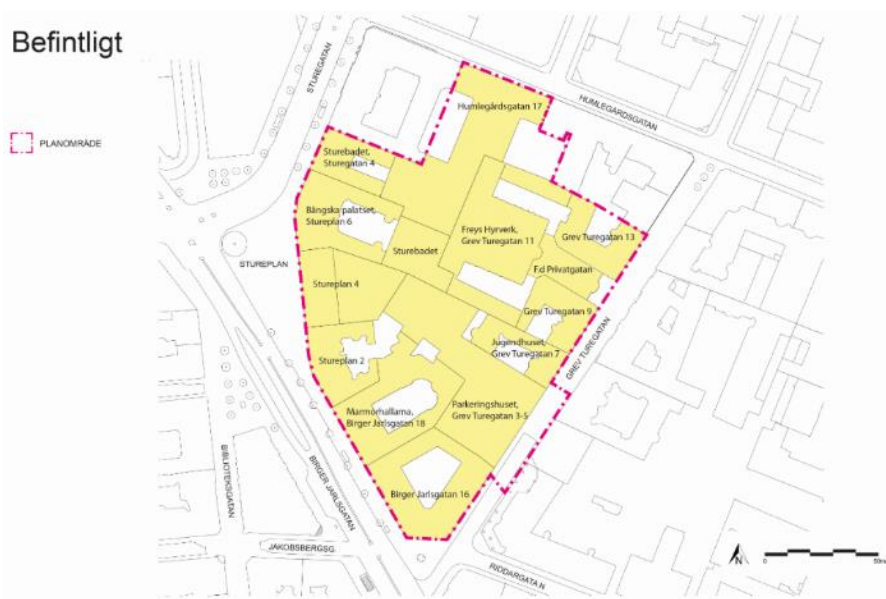 Befintligt
PLANOMRÅDE
STUREGATAN
HUMLEGÅRDSGATAN
Humlegårdsgatan 17
Sturebadet,
Sturegatan 4
Bångska palatset,
Stureplan 6
Sturebadet
Freys Hyrverk,
Grev Turegatan 11
Grev Turegatan 13
STUREPLAN
F.d Privatgatan
Stureplan 4
Grev Turegatan 9
Jugendhuset,
Grev Turegatan 7
GREV TUREGATAN
Stureplan 2
Marmorhallarna,
Birger Jarlsgatan 18
Parkeringshuset,
Grev Turegatan 3-5
BIBLIOTEKSGATAN
BIRGER JARLSGATAN
Birger Jarlsgatan 16
JAKOBSBERGSG.
RIDDARGATAN
N
0
50m